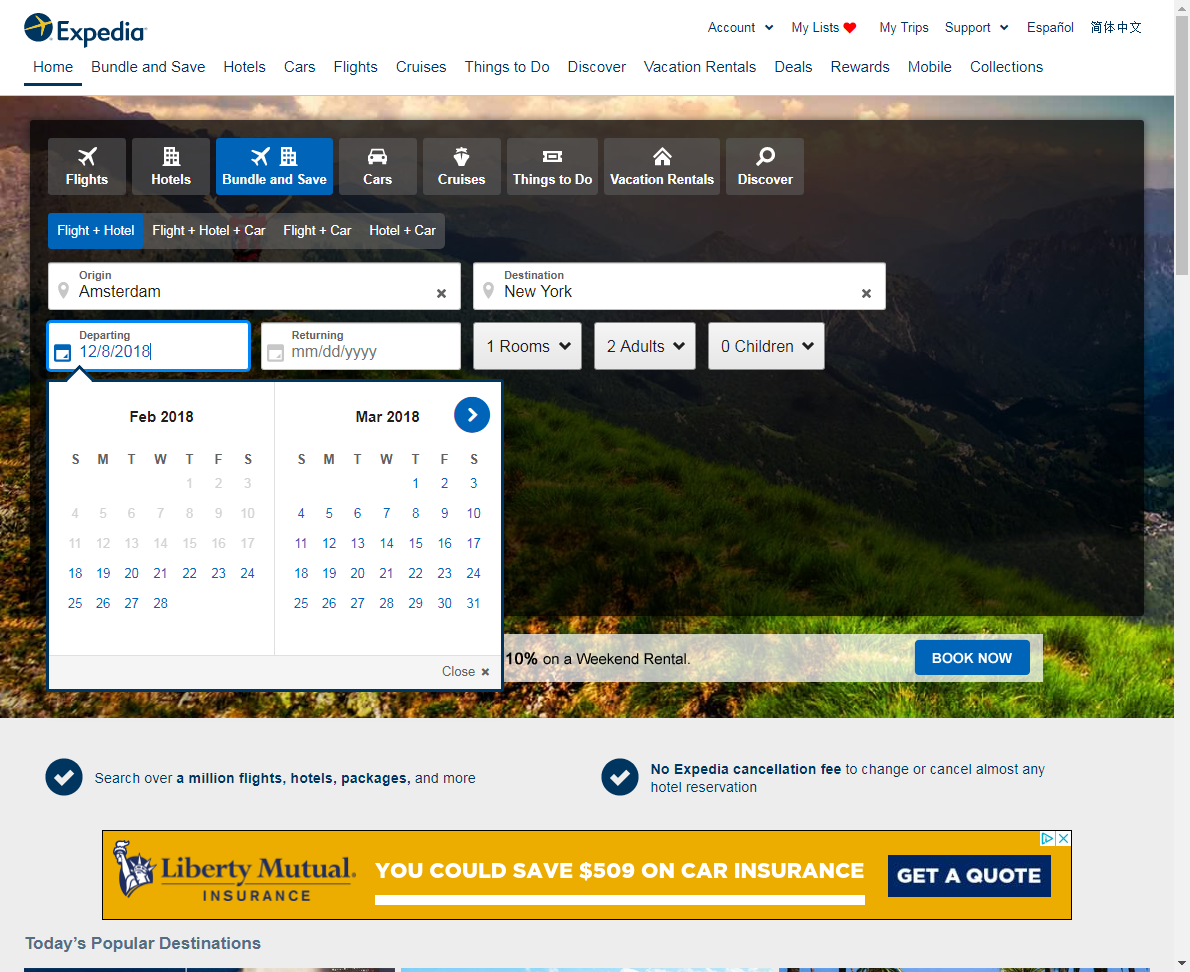 Expedia
Account
My Lists
My Trips
Support
Español
简体中文
Home
Bundle and Save
Hotels
Cars
Flights
Cruises
Things to Do
Discover
Vacation Rentals
Deals
Rewards
Mobile
Collections
Flights
Hotels
Bundle and Save
Cars
Cruises
Things to Do
Vacation Rentals
Discover
Flight + Hotel
Flight + Hotel + Car
Flight + Car
Hotel + Car
Origin
Amsterdam
Destination
New York
Departing
12/8/2018
Returning
mm/dd/yyyy
1 Rooms
2 Adults
0 Children
Feb 2018
S M T W T F S
1 2 3
4 5 6 7 8 9 10
11 12 13 14 15 16 17
18 19 20 21 22 23 24
25 26 27 28
Mar 2018
S M T W T F S
1 2 3
4 5 6 7 8 9 10
11 12 13 14 15 16 17
18 19 20 21 22 23 24
25 26 27 28 29 30 31
Close
10% on a Weekend Rental.
BOOK NOW
Search over a million flights, hotels, packages, and more
No Expedia cancellation fee to change or cancel almost any
hotel reservation
Liberty Mutual.
INSURANCE
YOU COULD SAVE $509 ON CAR INSURANCE
GET A QUOTE
Today's Popular Destinations